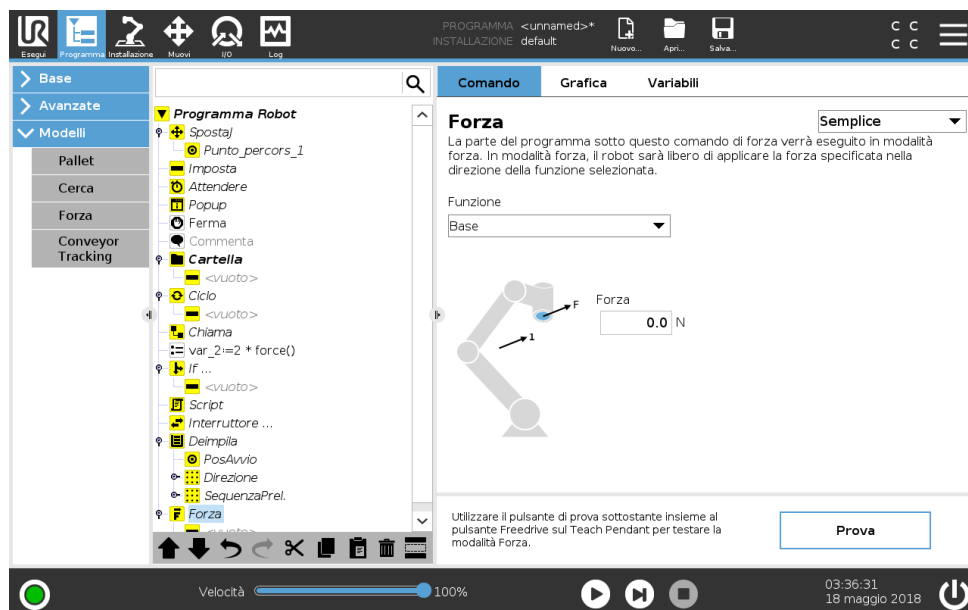 PROGRAMMA <unnamed>*
INSTALLAZIONE default
Esegui
Programma
Installazione
Muovi
I/O
Log
Nuovo...
Apri...
Salva...
C C
C C
Base
Avanzate
Modelli
Pallet
Cerca
Forza
Conveyor
Tracking
Programma Robot
SpostaJ
Punto_percors_1
Imposta
Attendere
Popup
Ferma
Commenta
Cartella
<vuoto>
Ciclo
<vuoto>
Chiama
var_2:=2 * force()
If ...
<vuoto>
Script
Interruttore ...
Deimpila
PosAvvio
Direzione
SequenzaPrel.
Forza
<vuoto>
Comando
Grafica
Variabili
Forza
Semplice
La parte del programma sotto questo comando di forza verrà eseguito in modalità
forza. In modalità forza, il robot sarà libero di applicare la forza specificata nella
direzione della funzione selezionata.
Funzione
Base
F
1
Forza
0.0 N
Utilizzare il pulsante di prova sottostante insieme al
pulsante Freedrive sul Teach Pendant per testare la
modalità Forza.
Prova
Velocità
100%
03:36:31
18 maggio 2018